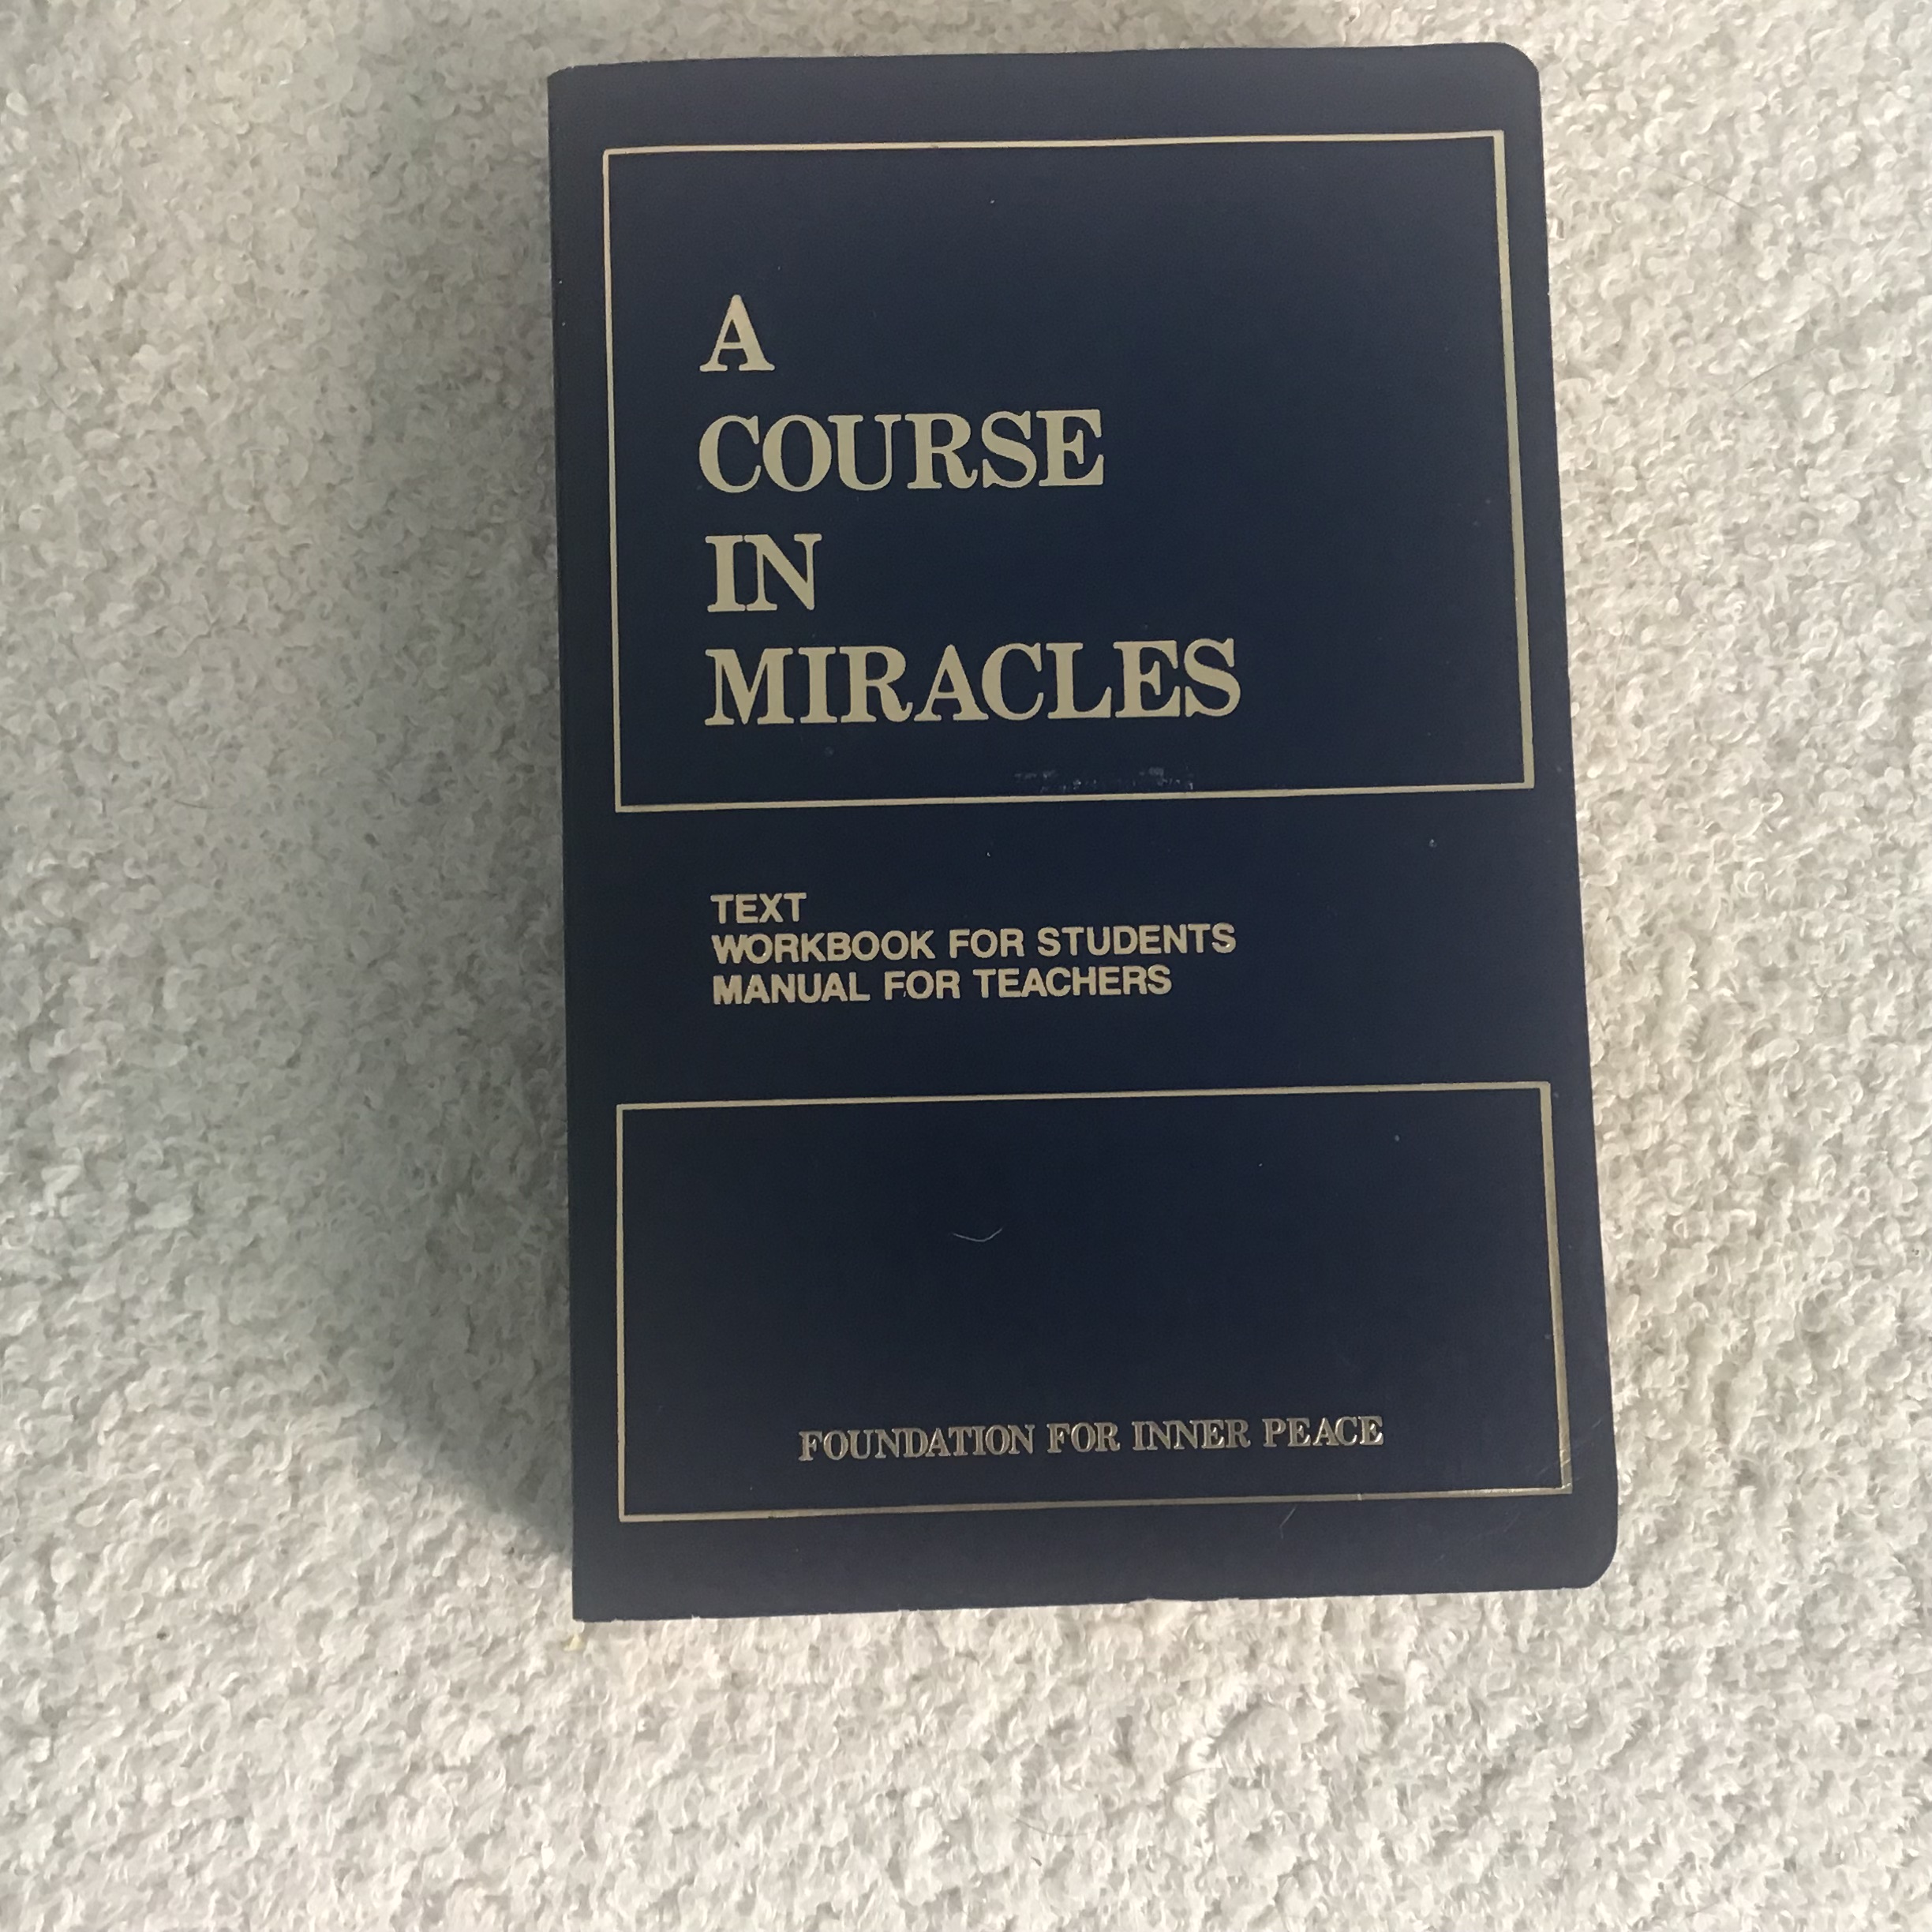 A
COURSE
IN
MIRACLES
TEXT
WORKBOOK FOR STUDENTS
MANUAL FOR TEACHERS
FOUNDATION FOR INNER PEACE